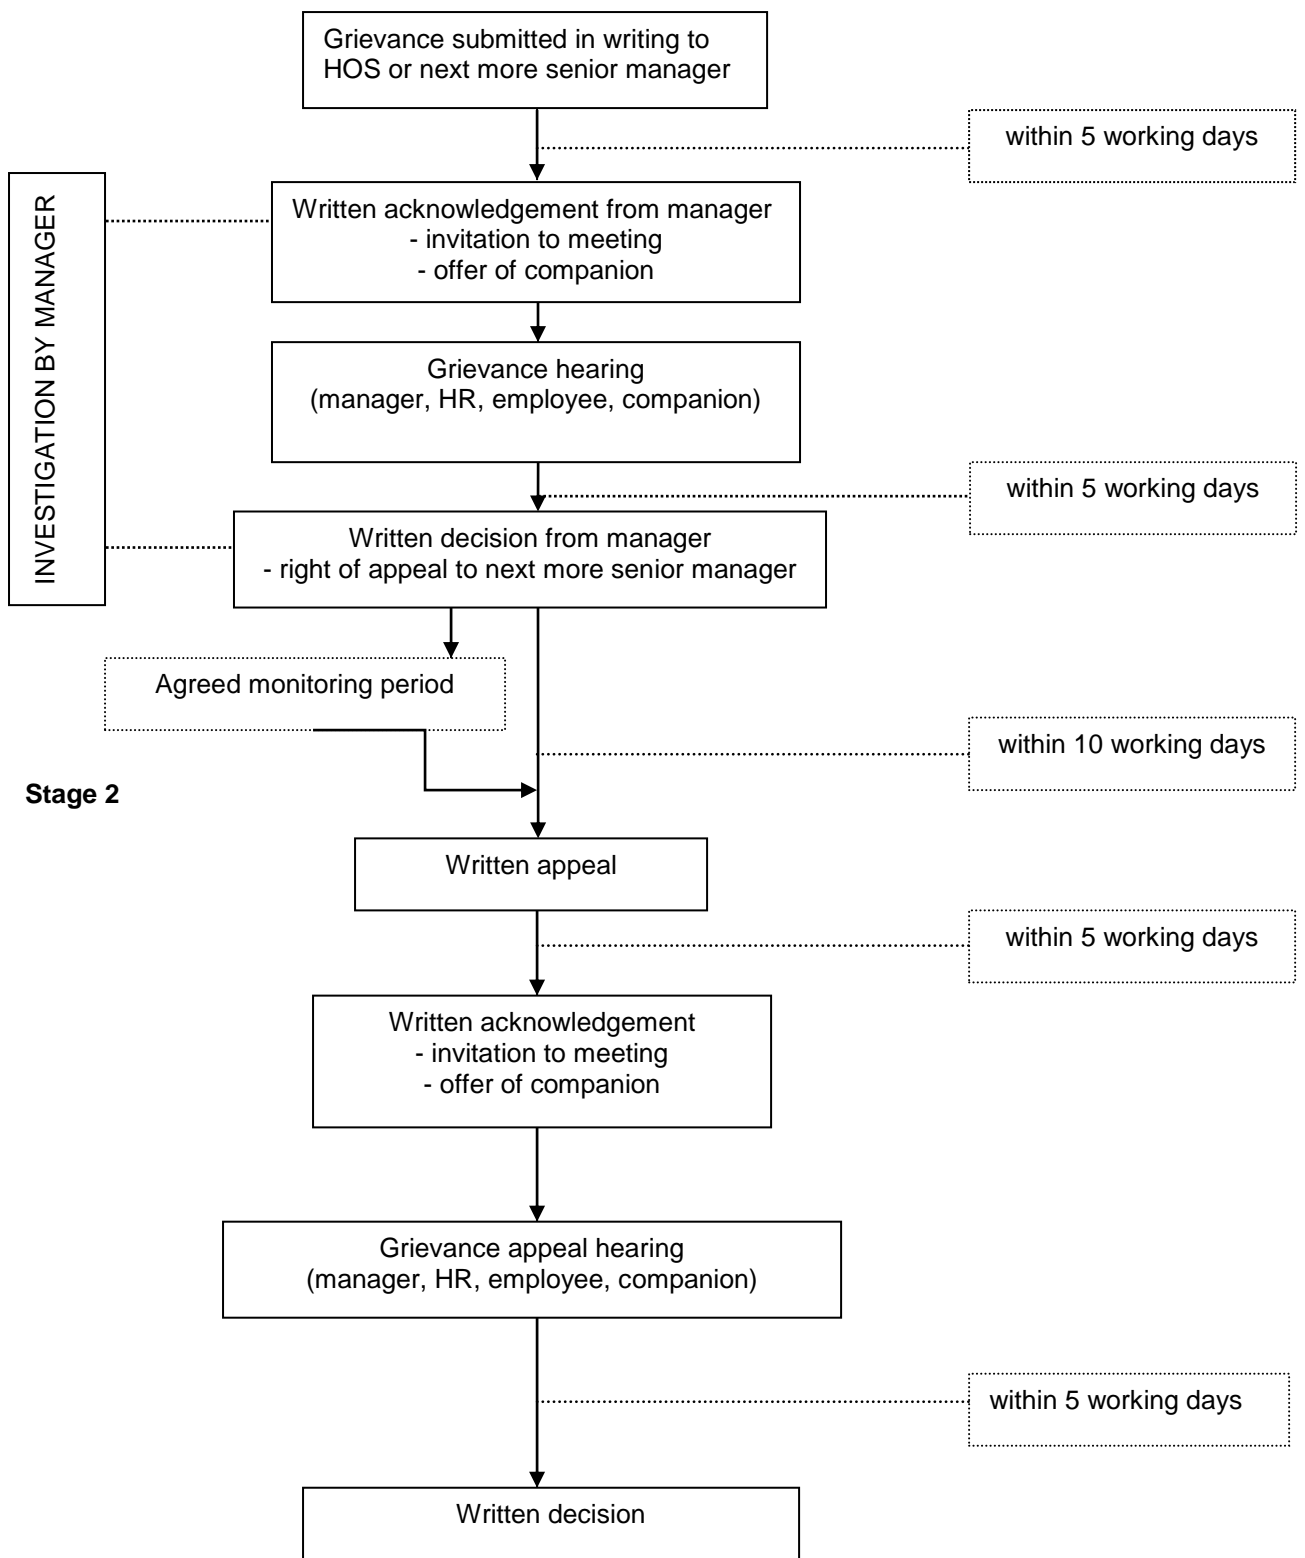 Grievance submitted in writing to
HOS or next more senior manager
within 5 working days
INVESTIGATION BY MANAGER
Written acknowledgement from manager
- invitation to meeting
- offer of companion
Grievance hearing
(manager, HR, employee, companion)
within 5 working days
Written decision from manager
- right of appeal to next more senior manager
Agreed monitoring period
within 10 working days
Stage 2
Written appeal
within 5 working days
Written acknowledgement
- invitation to meeting
- offer of companion
Grievance appeal hearing
(manager, HR, employee, companion)
within 5 working days
Written decision